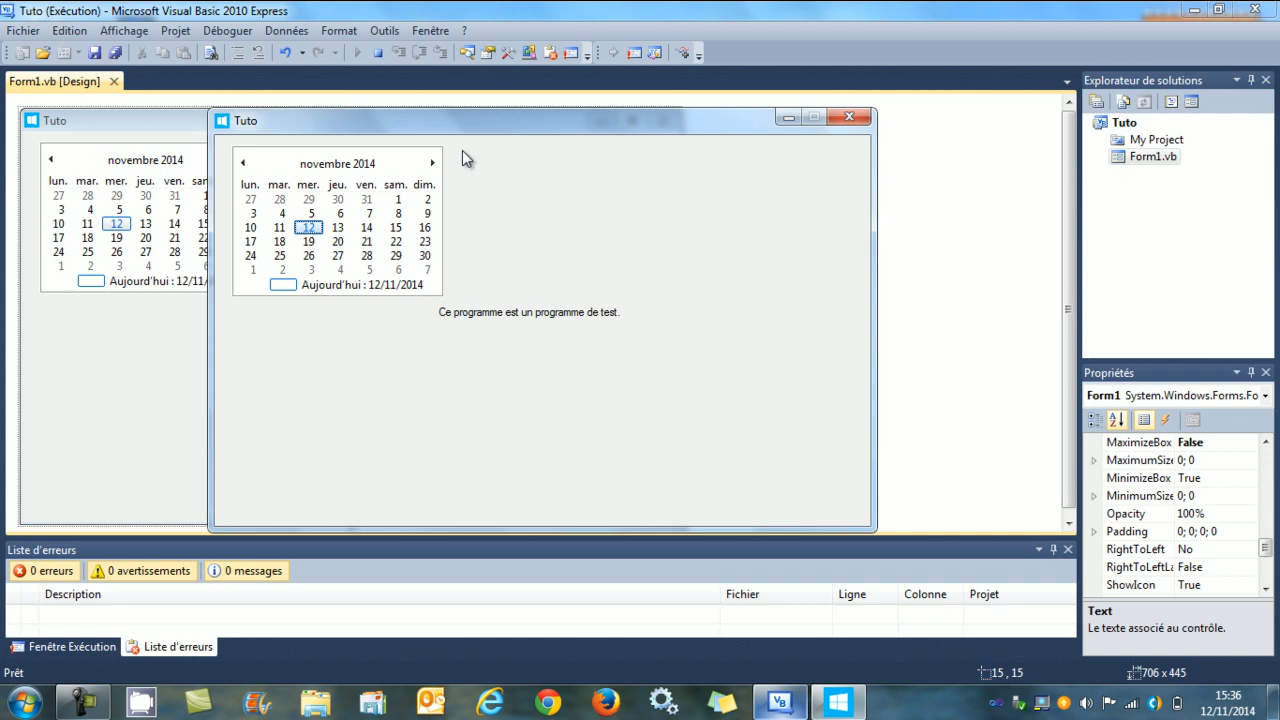 Tuto (Exécution) - Microsoft Visual Basic 2010 Express
Fichier Edition Affichage Projet Déboguer Données Format Outils Fenêtre ?
Form1.vb [Design]
Tuto
novembre 2014
lun. mar. mer. jeu. ven. sar
27 28 29 30 31 1
3 4 5 6 7 8
10 11 12 13 14 15
17 18 19 20 21 22
24 25 26 27 28 29
1 2 3 4 5 6
Aujourd'hui : 12/11/
Tuto
novembre 2014
lun. mar. mer. jeu. ven. sam. dim.
27 28 29 30 31 1 2
3 4 5 6 7 8 9
10 11 12 13 14 15 16
17 18 19 20 21 22 23
24 25 26 27 28 29 30
1 2 3 4 5 6 7
Aujourd'hui : 12/11/2014
Ce programme est un programme de test.
Explorateur de solutions
Tuto
My Project
Form1.vb
Propriétés
Form1 System.Windows.Forms.Fo
MaximizeBox False
MaximumSize 0; 0
MinimizeBox True
MinimumSize 0; 0
Opacity 100%
Padding 0; 0; 0; 0
RightToLeft No
RightToLeftLa False
ShowIcon True
Text
Le texte associé au contrôle.
Liste d'erreurs
0 erreurs 0 avertissements 0 messages
Description Fichier Ligne Colonne Projet
Fenêtre Exécution Liste d'erreurs
Prêt 15 , 15 706 x 445
15:36
12/11/2014